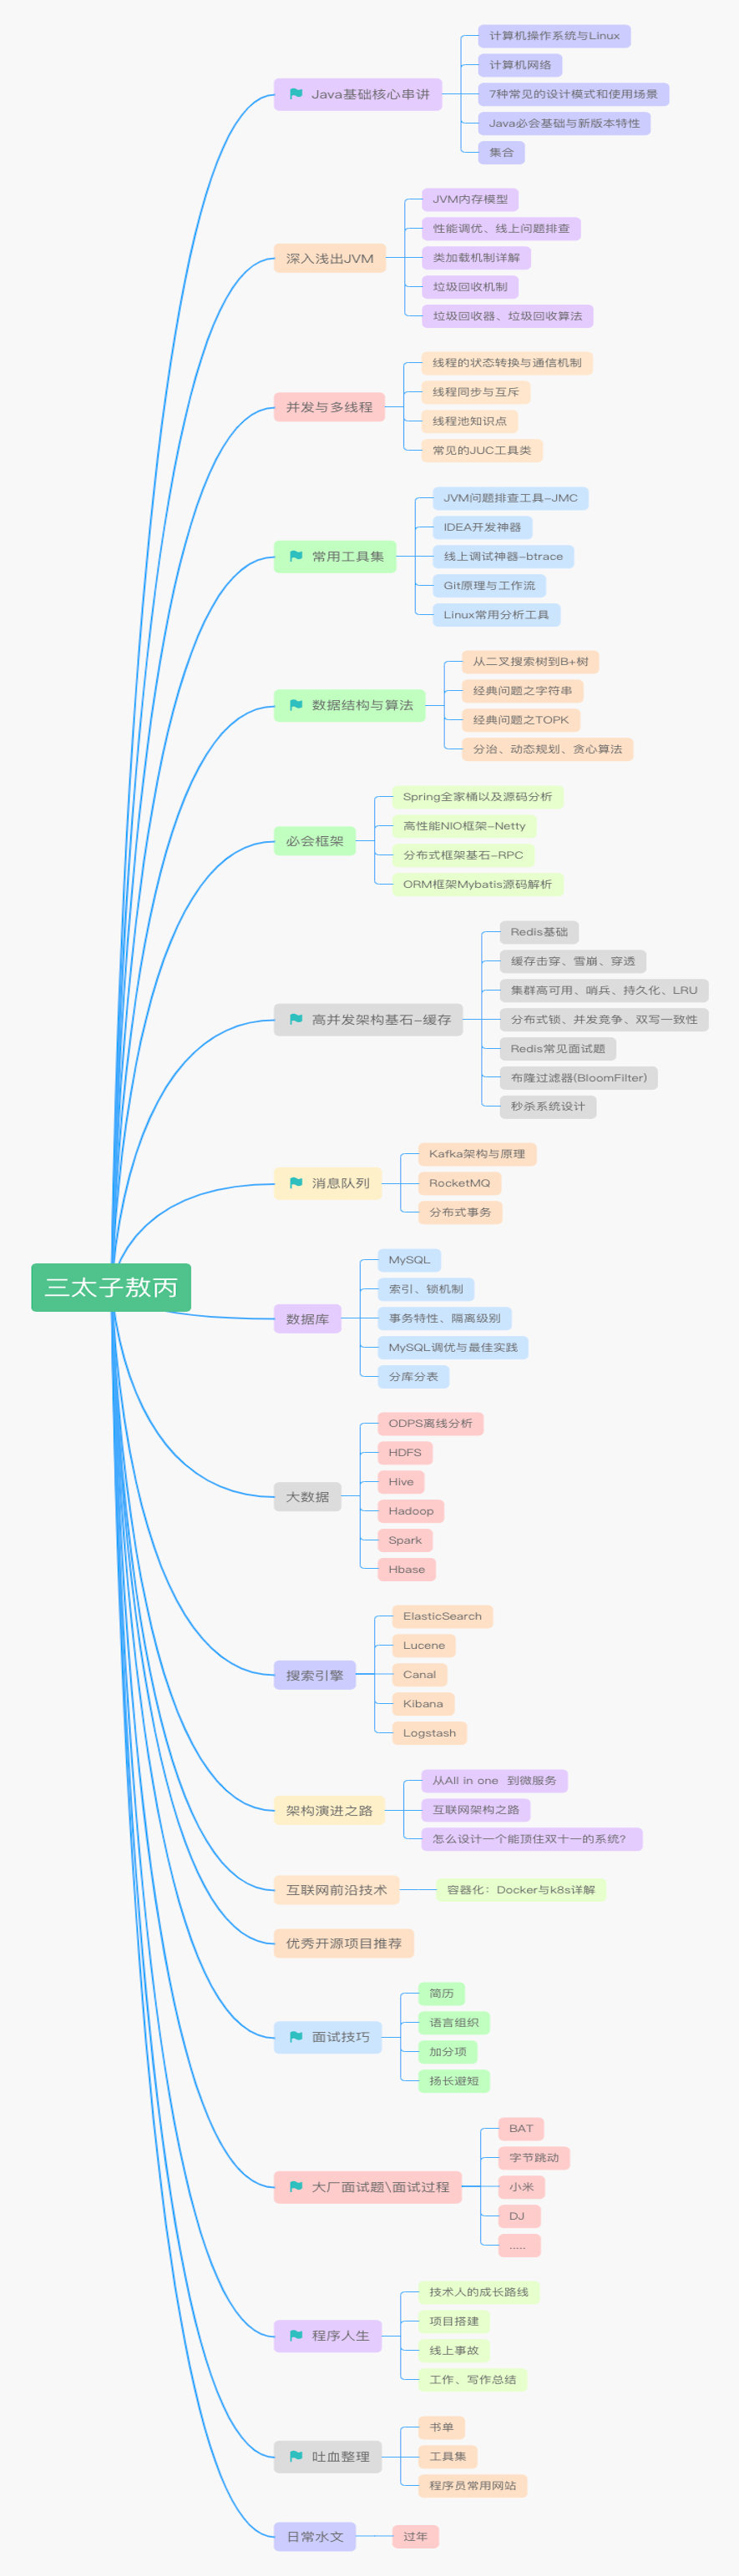 三太子敖丙
Java基础核心串讲
计算机操作系统与Linux
计算机网络
7种常见的设计模式和使用场景
Java必会基础与新版本特性
集合
深入浅出JVM
JVM内存模型
性能调优、线上问题排查
类加载机制详解
垃圾回收机制
垃圾回收器、垃圾回收算法
并发与多线程
线程的状态转换与通信机制
线程同步与互斥
线程池知识点
常见的JUC工具类
常用工具集
JVM问题排查工具-JMC
IDEA开发神器
线上调试神器-btrace
Git原理与工作流
Linux常用分析工具
数据结构与算法
从二叉搜索树到B+树
经典问题之字符串
经典问题之TOPK
分治、动态规划、贪心算法
必会框架
Spring全家桶以及源码分析
高性能NIO框架-Netty
分布式框架基石-RPC
ORM框架Mybatis源码解析
高并发架构基石-缓存
Redis基础
缓存击穿、雪崩、穿透
集群高可用、哨兵、持久化、LRU
分布式锁、并发竞争、双写一致性
Redis常见面试题
布隆过滤器(BloomFilter)
秒杀系统设计
消息队列
Kafka架构与原理
RocketMQ
分布式事务
数据库
MySQL
索引、锁机制
事务特性、隔离级别
MySQL调优与最佳实践
分库分表
大数据
ODPS离线分析
HDFS
Hive
Hadoop
Spark
Hbase
搜索引擎
ElasticSearch
Lucene
Canal
Kibana
Logstash
架构演进之路
从All in one 到微服务
互联网架构之路
怎么设计一个能顶住双十一的系统?
互联网前沿技术
容器化：Docker与k8s详解
优秀开源项目推荐
面试技巧
简历
语言组织
加分项
扬长避短
大厂面试题\面试过程
BAT
字节跳动
小米
DJ
.....
程序人生
技术人的成长路线
项目搭建
线上事故
工作、写作总结
吐血整理
书单
工具集
程序员常用网站
日常水文
过年